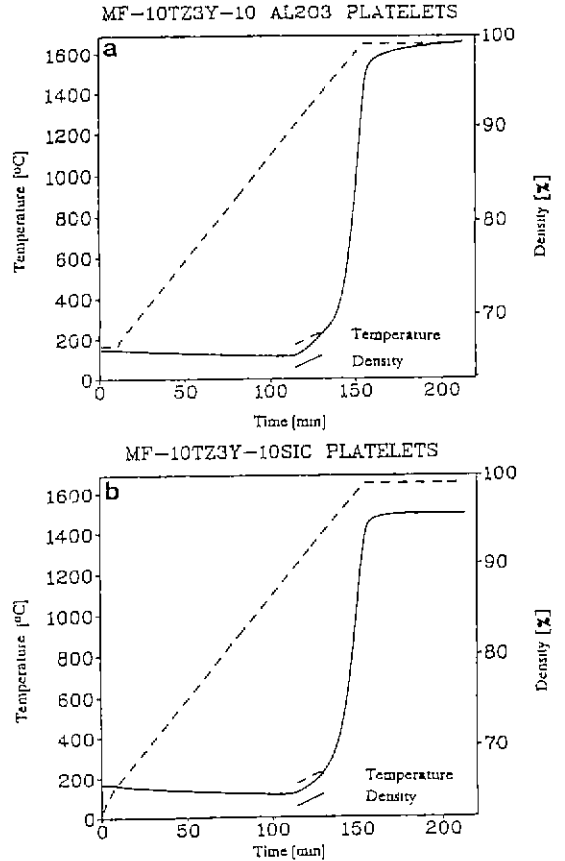 MF-10TZ3Y-10 AL2O3 PLATELETS
a
1600
1400
1200
1000
800
600
400
200
0
Temperature [ºC]
100
90
80
70
Density [%]
Temperature
Density
0 50 100 150 200
Time [min]
MF-10TZ3Y-10SIC PLATELETS
b
1600
1400
1200
1000
800
600
400
200
0
Temperature [ºC]
100
90
80
70
Density [%]
Temperature
Density
0 50 100 150 200
Time [min]